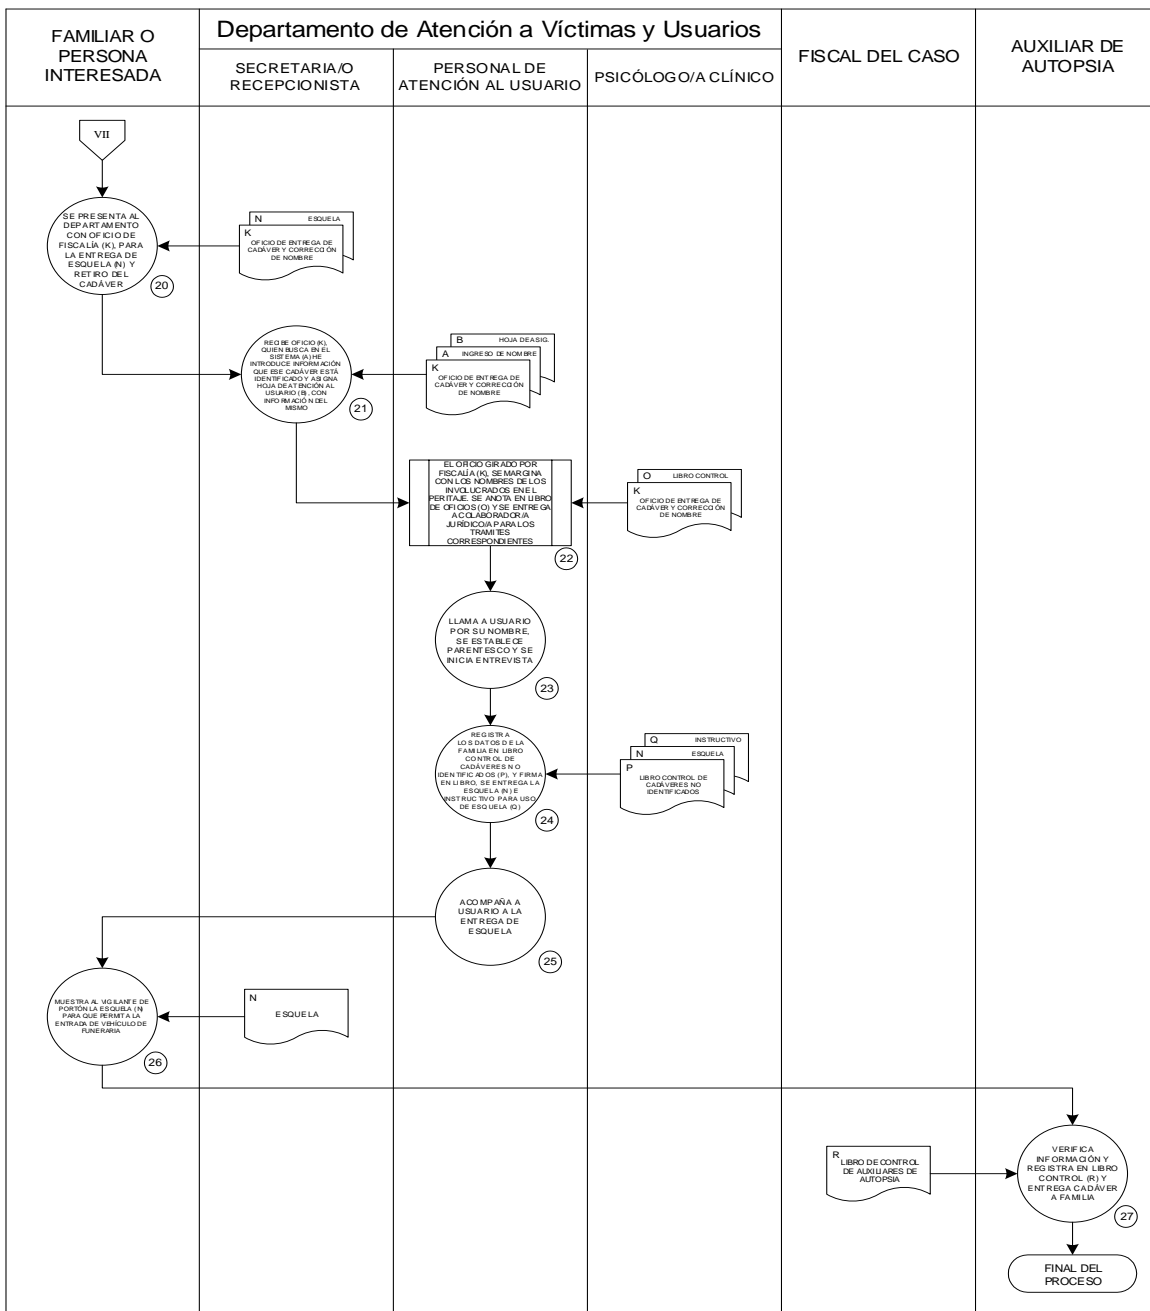 FAMILIAR O
PERSONA
INTERESADA
Departamento de Atención a Víctimas y Usuarios
SECRETARIA/O
RECEPCIONISTA
PERSONAL DE
ATENCIÓN AL USUARIO
PSICÓLOGO/A CLÍNICO
FISCAL DEL CASO
AUXILIAR DE
AUTOPSIA
VII
SE PRESENTA AL
DEPARTAMENTO
CON OFICIO DE
FISCALÍA (K), PARA
LA ENTREGA DE
ESQUELA (N) Y
RETIRO DEL
CADÁVER
20
N ESQUELA
K
OFICIO DE ENTREGA DE
CADÁVER Y CORRECCIÓN
DE NOMBRE
RECIBE OFICIO (K),
QUIEN BUSCA EN EL
SISTEMA (A) HE
INTRODUCE INFORMACIÓN
QUE ESE CADÁVER ESTÁ
IDENTIFICADO Y ASIGNA
HOJA DE ATENCIÓN AL
USUARIO (B), CON
INFORMACIÓN DEL
MISMO
21
B HOJA DE ASIG.
A INGRESO DE NOMBRE
K
OFICIO DE ENTREGA DE
CADÁVER Y CORRECCIÓN
DE NOMBRE
EL OFICIO GIRADO POR
FISCALÍA (K), SE MARGINA
CON LOS NOMBRES DE LOS
INVOLUCRADOS EN EL
PERITAJE. SE ANOTA EN LIBRO
DE OFICIOS (O) Y SE ENTREGA
A COLABORADOR/A
JURÍDICO/A PARA LOS
TRAMITES
CORRESPONDIENTES
22
O LIBRO CONTROL
K
OFICIO DE ENTREGA DE
CADÁVER Y CORRECCIÓN
DE NOMBRE
LLAMA A USUARIO
POR SU NOMBRE,
SE ESTABLECE
PARENTESCO Y SE
INICIA ENTREVISTA
23
REGISTRA
LOS DATOS DE LA
FAMILIA EN LIBRO
CONTROL DE
CADÁVERES NO
IDENTIFICADOS (P), Y FIRMA
EN LIBRO, SE ENTREGA LA
ESQUELA (N) E
INSTRUCTIVO PARA USO
DE ESQUELA (Q)
24
Q INSTRUCTIVO
N ESQUELA
P
LIBRO CONTROL DE
CADÁVERES NO
IDENTIFICADOS
ACOMPAÑA A
USUARIO A LA
ENTREGA DE
ESQUELA
25
MUESTRA AL VIGILANTE DE
PORTÓN LA ESQUELA (N)
PARA QUE PERMITA LA
ENTRADA DE VEHÍCULO DE
FUNERARIA
26
N
ESQUELA
R
LIBRO DE CONTROL
DE AUXILIARES DE
AUTOPSIA
VERIFICA
INFORMACIÓN Y
REGISTRA EN LIBRO
CONTROL (R) Y
ENTREGA CADÁVER
A FAMILIA
27
FINAL DEL
PROCESO